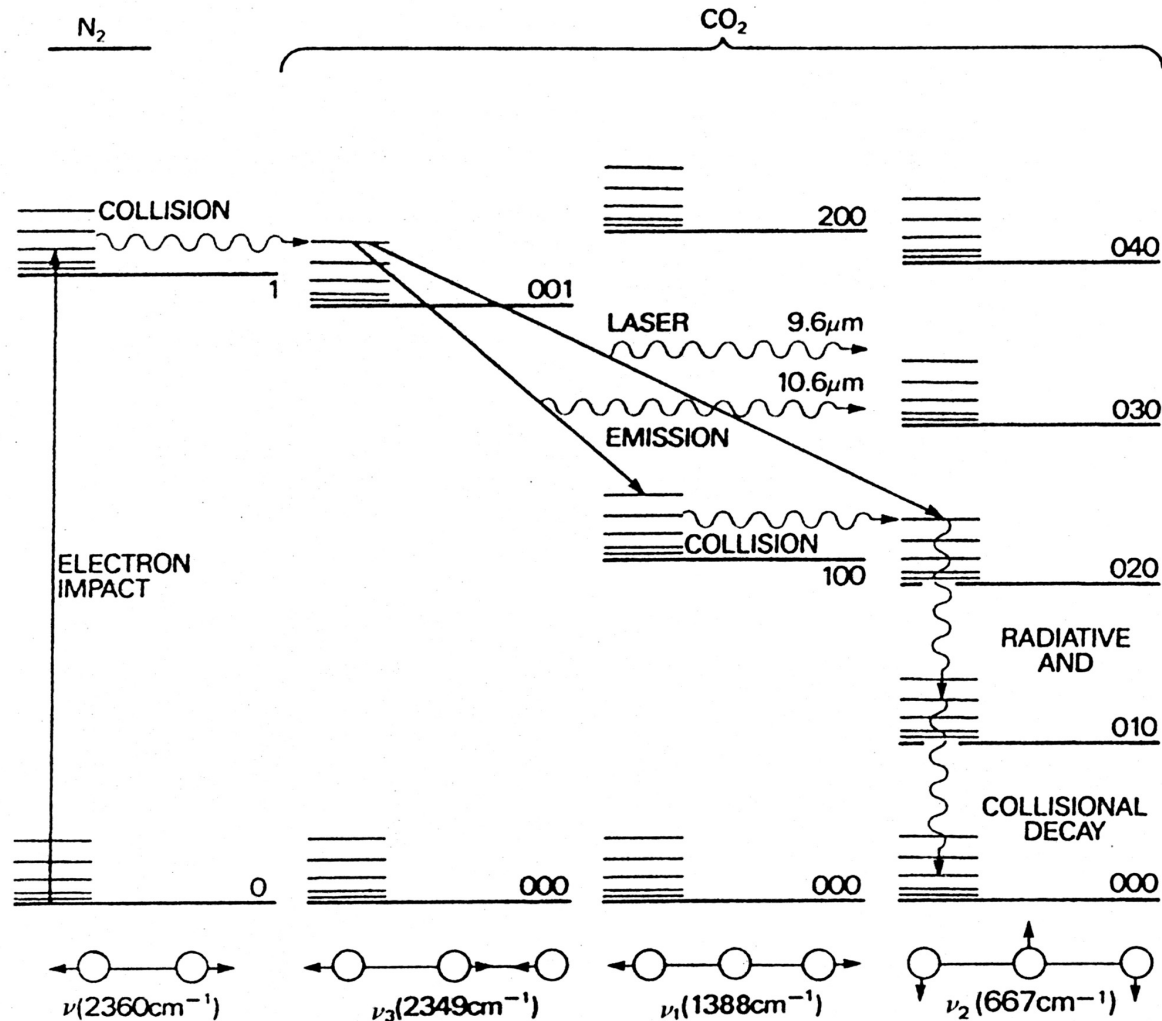 N₂
CO₂
COLLISION
1
001
200
040
LASER 9.6μm
10.6μm
EMISSION
030
COLLISION
100
020
ELECTRON
IMPACT
RADIATIVE
AND
010
COLLISIONAL
DECAY
0
000
000
000
ν(2360cm⁻¹)
ν₃(2349cm⁻¹)
ν₁(1388cm⁻¹)
ν₂(667cm⁻¹)